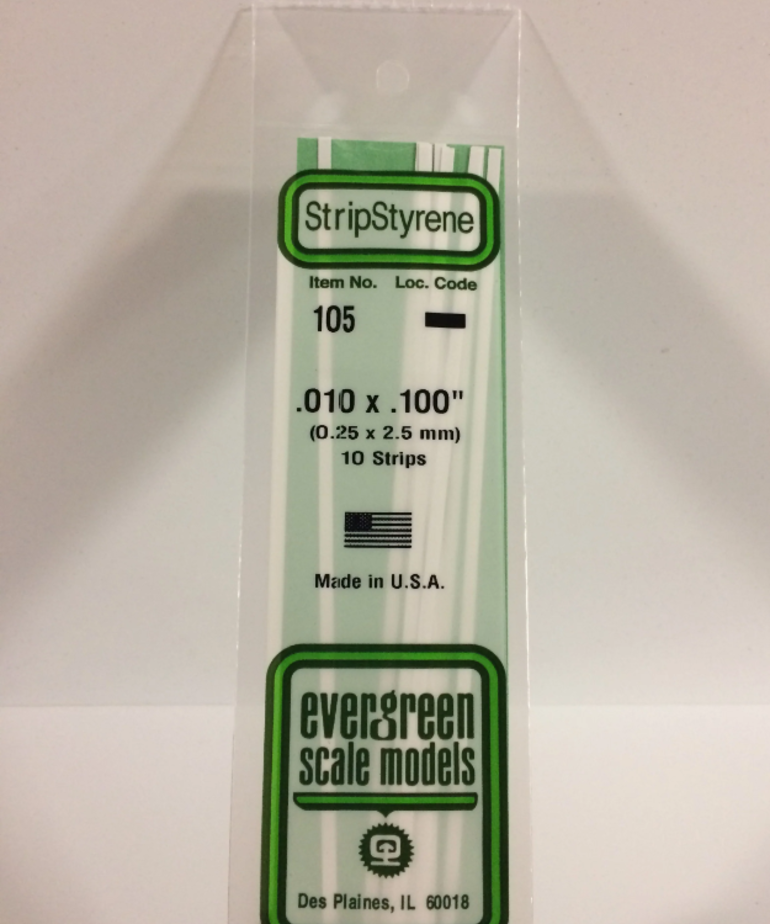 StripStyrene
Item No. Loc. Code
105
.010 x .100"
(0.25 x 2.5 mm)
10 Strips
Made in U.S.A.
evergreen
scale models
Des Plaines, IL 60018